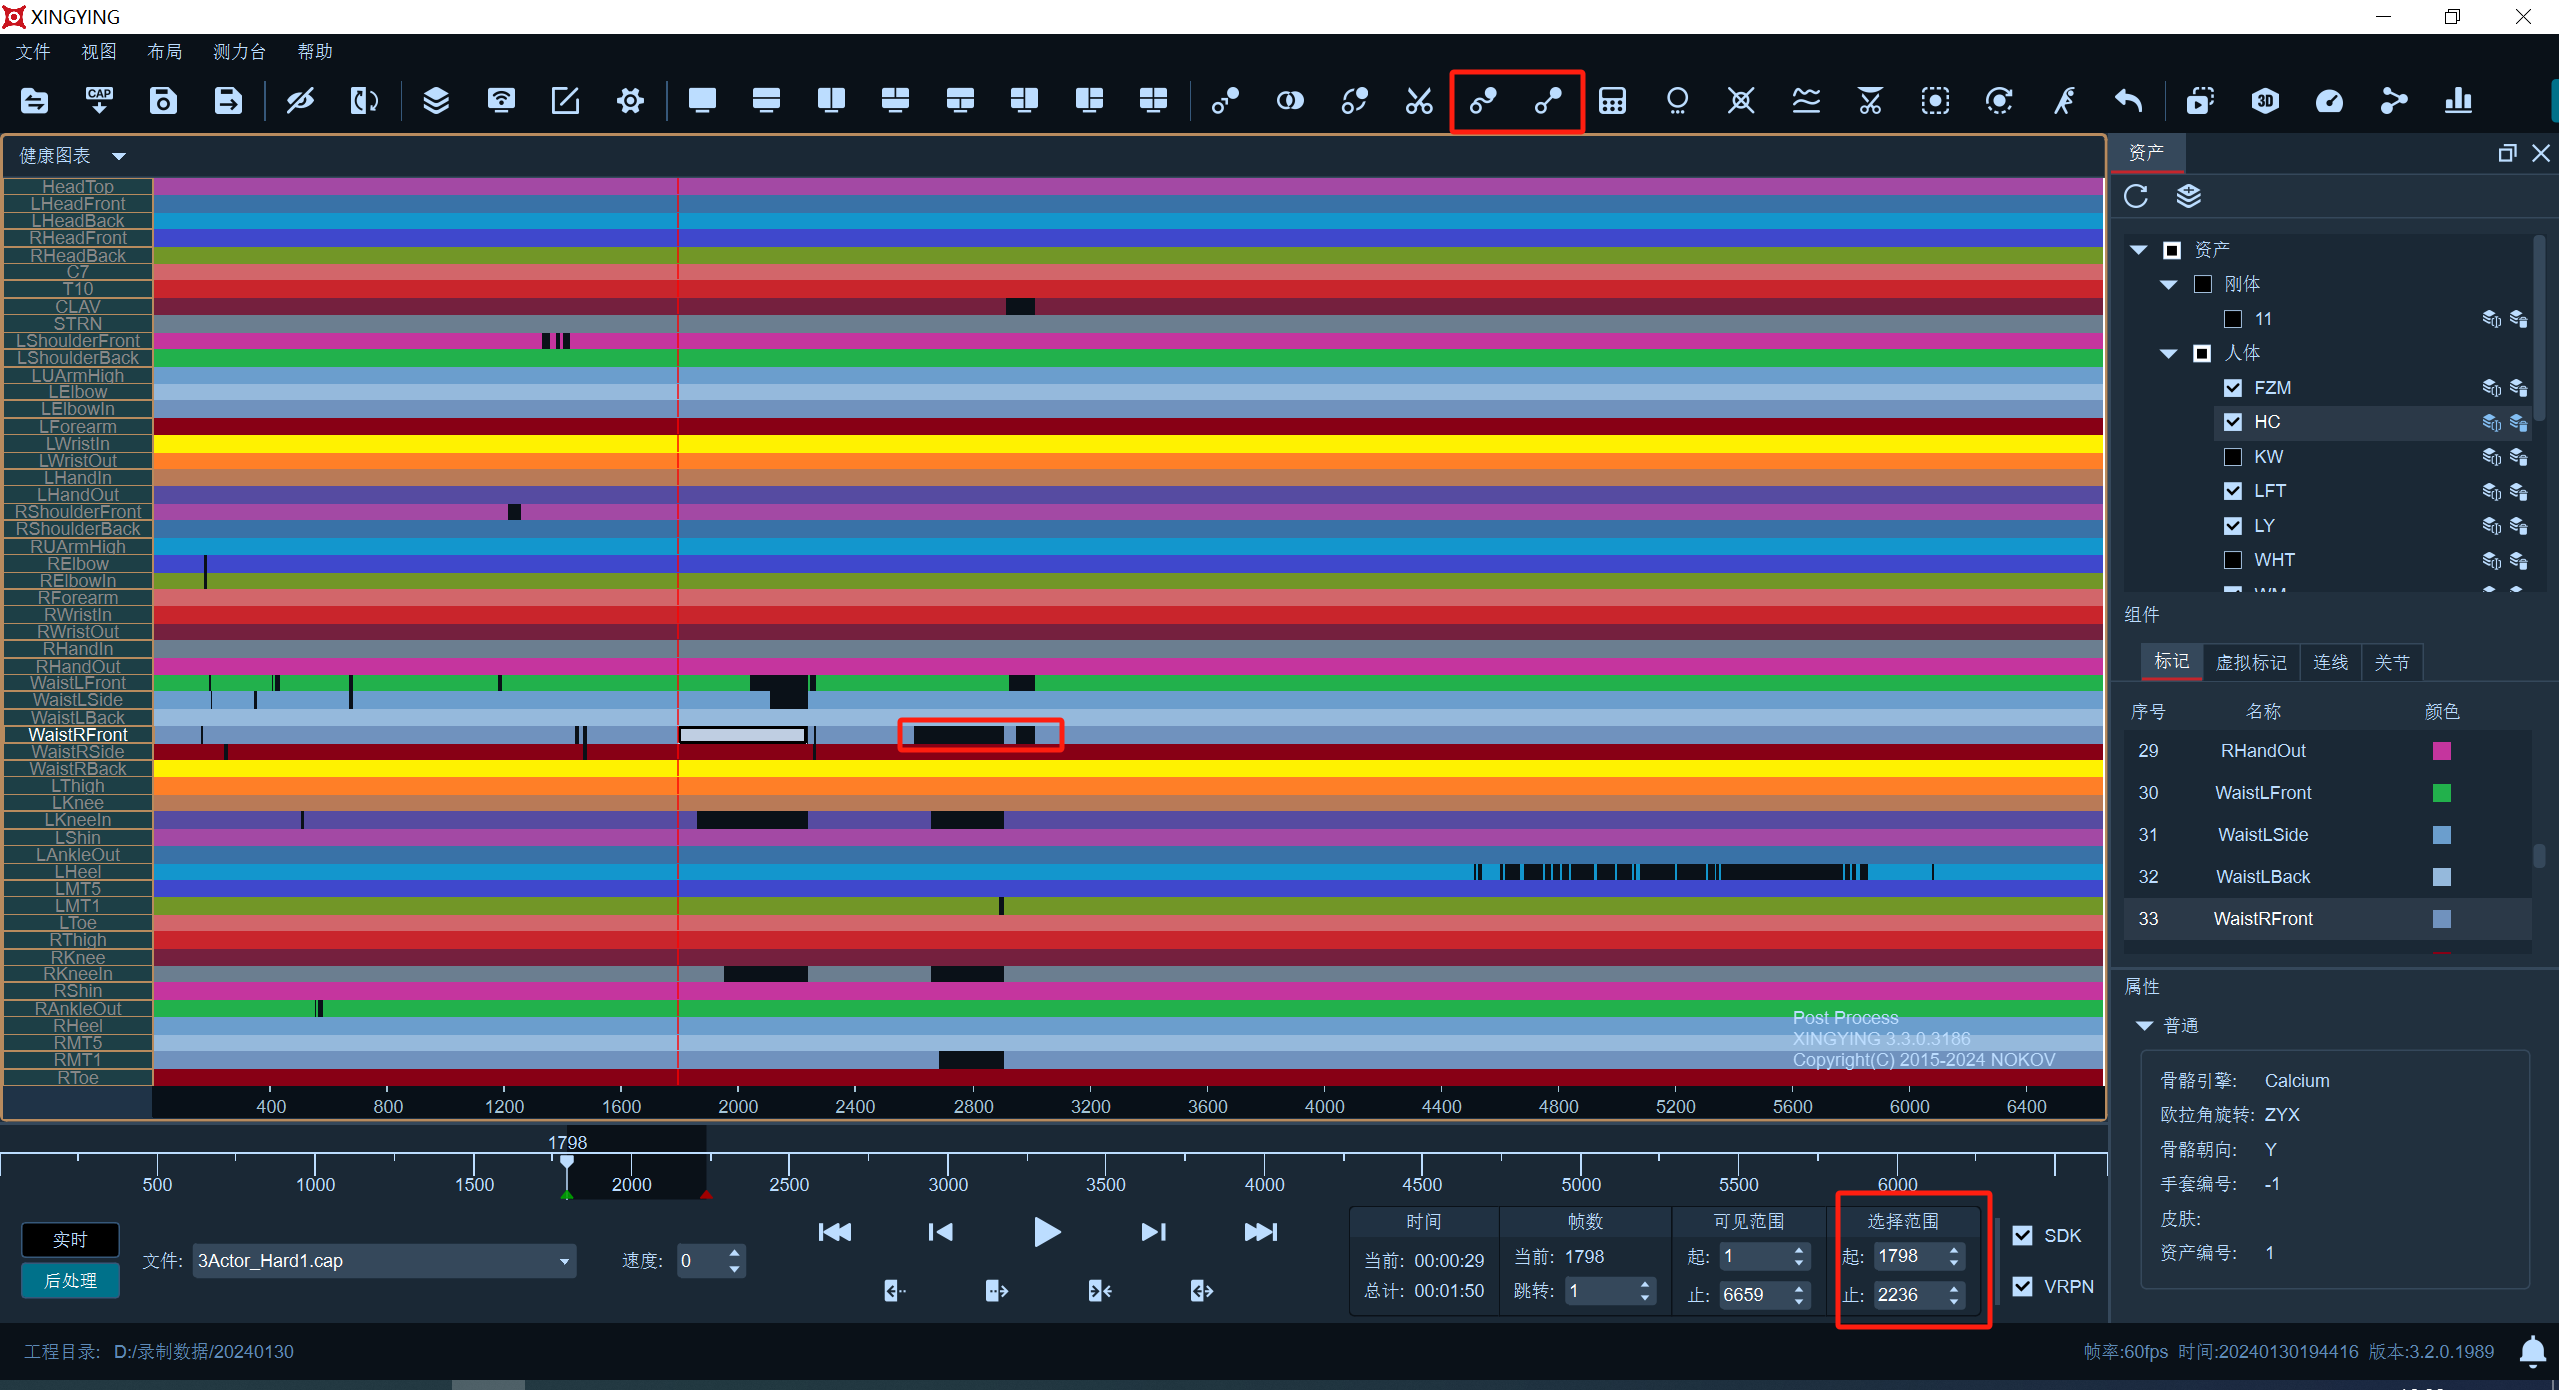 XINGYING
文件 视图 布局 测力台 帮助
CAP
3D
健康图表
HeadTop
LHeadFront
LHeadBack
RHeadFront
RHeadBack
C7
T10
CLAV
STRN
LShoulderFront
LShoulderBack
LUArmHigh
LElbow
LElbowIn
LForearm
LWristIn
LWristOut
LHandIn
LHandOut
RShoulderFront
RShoulderBack
RUArmHigh
RElbow
RElbowIn
RForearm
RWristIn
RWristOut
RHandIn
RHandOut
WaistLFront
WaistLSide
WaistLBack
WaistRFront
WaistRSide
WaistRBack
LThigh
LKnee
LKneeIn
LShin
LAnkleOut
LHeel
LMT5
LMT1
LToe
RThigh
RKnee
RKneeIn
RShin
RAnkleOut
RHeel
RMT5
RMT1
RToe
Post Process
XINGYING 3.3.0.3186
Copyright(C) 2015-2024 NOKOV
400 800 1200 1600 2000 2400 2800 3200 3600 4000 4400 4800 5200 5600 6000 6400
1798
500 1000 1500 2000 2500 3000 3500 4000 4500 5000 5500 6000
实时
后处理
文件: 3Actor_Hard1.cap
速度: 0
时间
当前: 00:00:29
总计: 00:01:50
帧数
当前: 1798
跳转: 1
可见范围
起: 1
止: 6659
选择范围
起: 1798
止: 2236
SDK
VRPN
资产
资产
刚体
11
人体
FZM
HC
KW
LFT
LY
WHT
组件
标记 虚拟标记 连线 关节
序号 名称 颜色
29 RHandOut
30 WaistLFront
31 WaistLSide
32 WaistLBack
33 WaistRFront
属性
普通
骨骼引擎: Calcium
欧拉角旋转: ZYX
骨骼朝向: Y
手套编号: -1
皮肤:
资产编号: 1
工程目录: D:/录制数据/20240130
帧率:60fps 时间:20240130194416 版本:3.2.0.1989